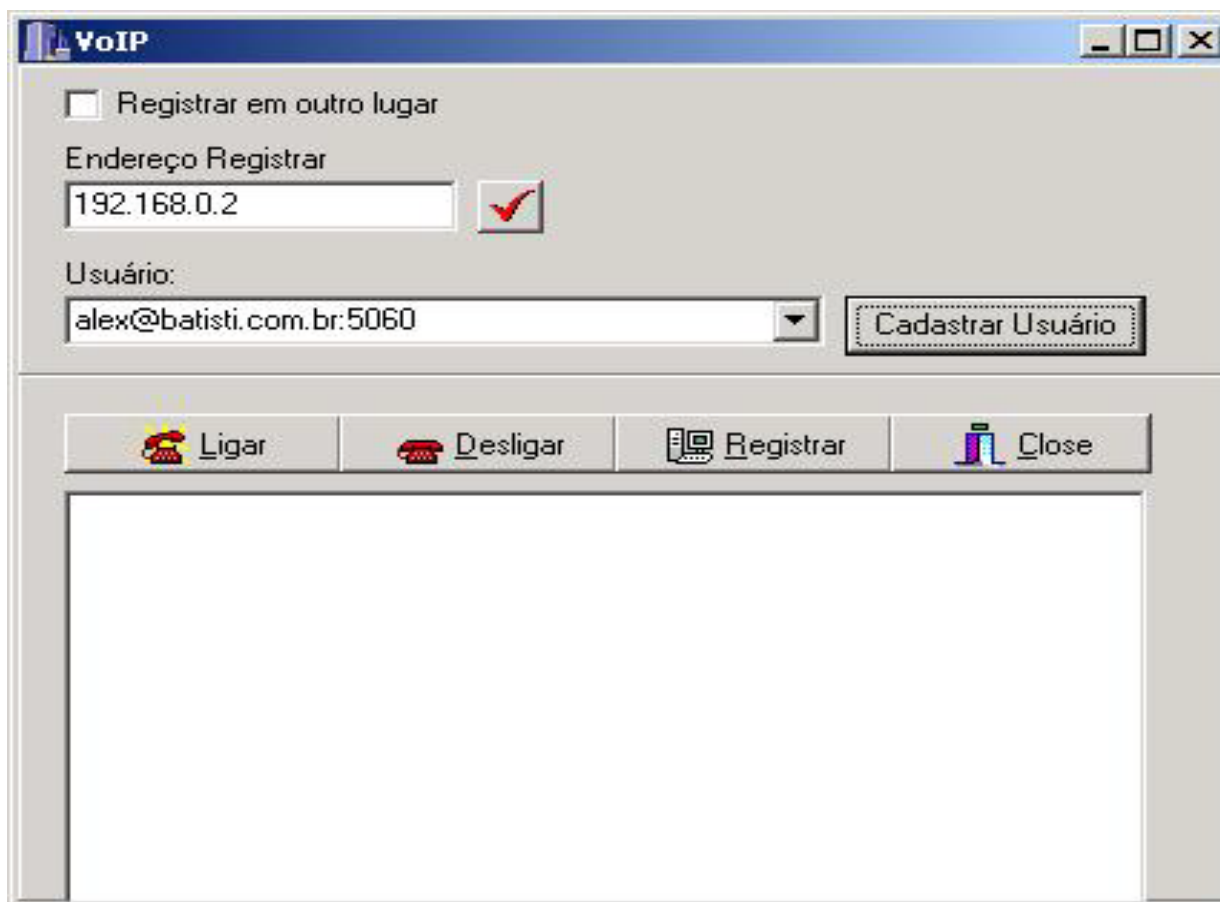 VoIP
Registrar em outro lugar
Endereço Registrar
192.168.0.2
Usuário:
alex@batisti.com.br:5060
Cadastrar Usuário
Ligar Desligar Registrar Close